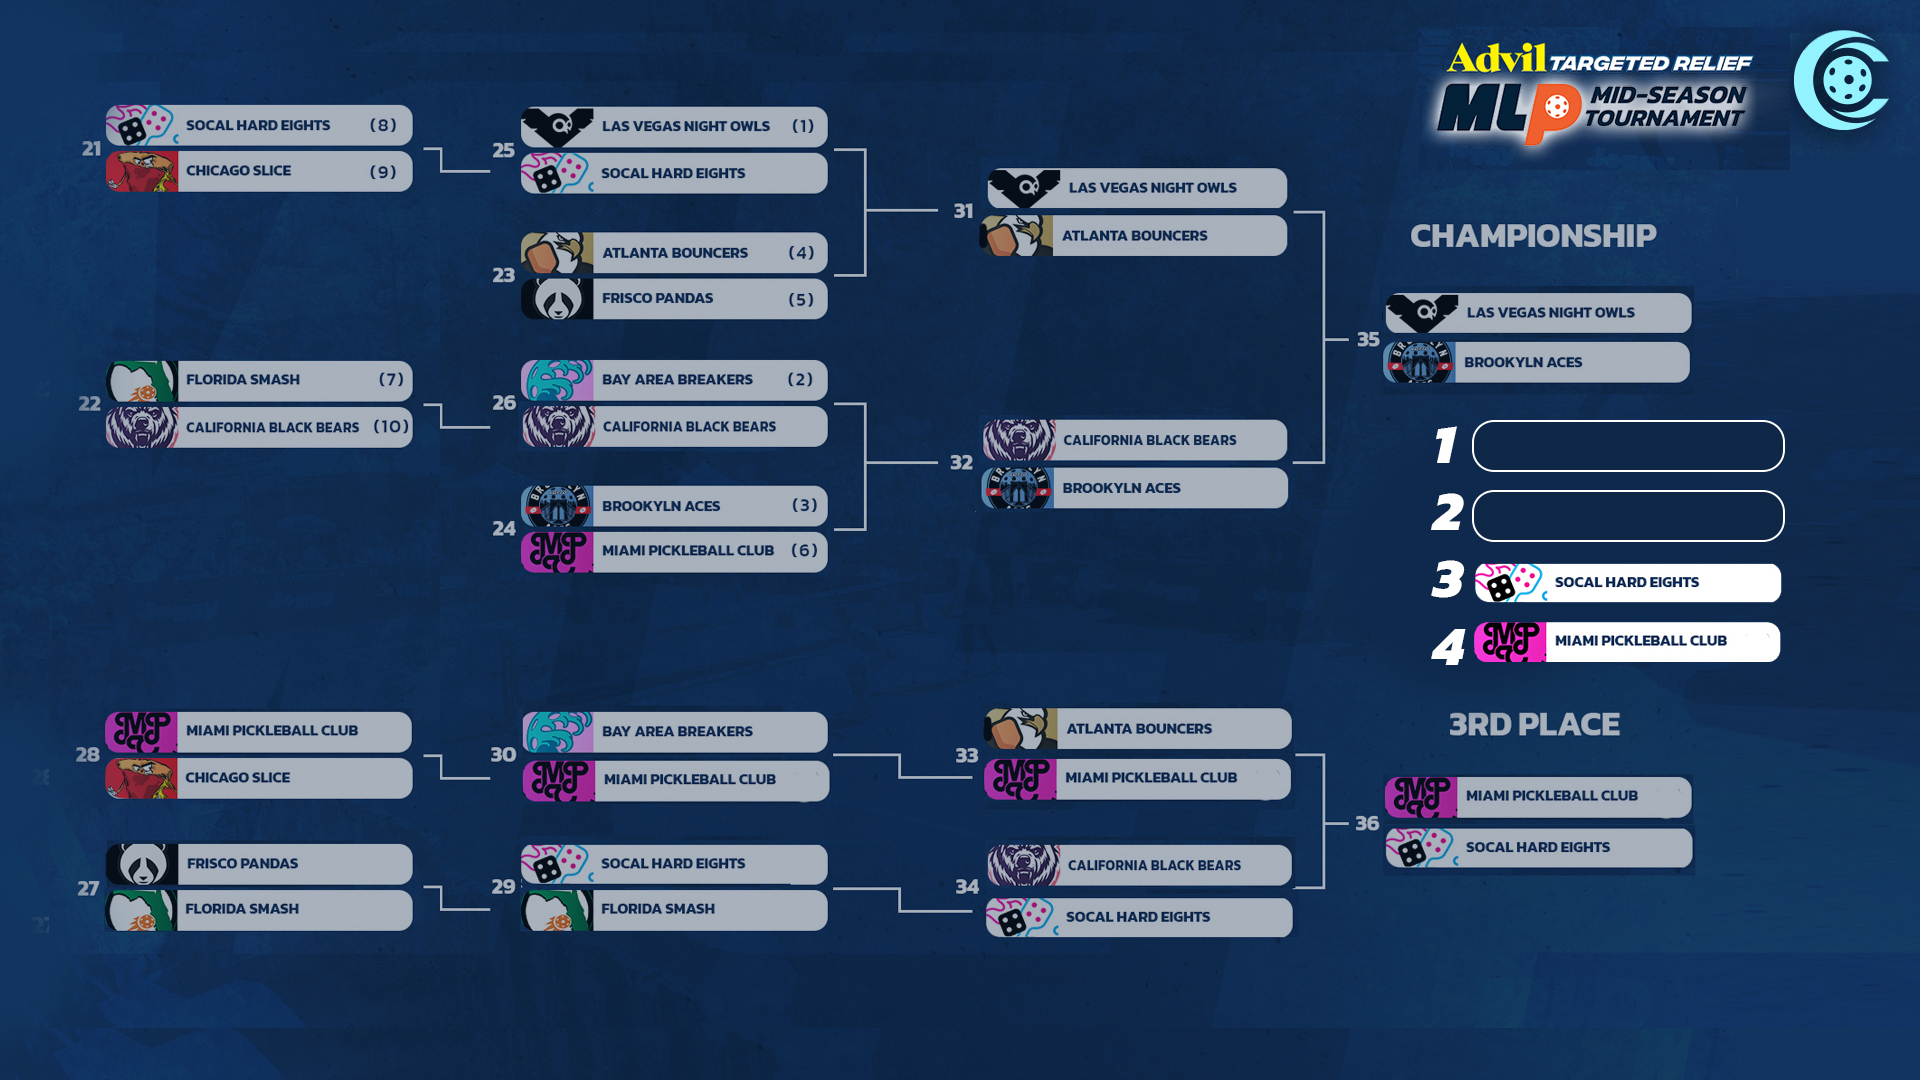 Advil TARGETED RELIEF
MLP MID-SEASON
TOURNAMENT
21
SOCAL HARD EIGHTS (8)
CHICAGO SLICE (9)
25
LAS VEGAS NIGHT OWLS (1)
SOCAL HARD EIGHTS
23
ATLANTA BOUNCERS (4)
FRISCO PANDAS (5)
31
LAS VEGAS NIGHT OWLS
ATLANTA BOUNCERS
22
FLORIDA SMASH (7)
CALIFORNIA BLACK BEARS (10)
26
BAY AREA BREAKERS (2)
CALIFORNIA BLACK BEARS
24
BROOKYLN ACES (3)
MIAMI PICKLEBALL CLUB (6)
32
CALIFORNIA BLACK BEARS
BROOKYLN ACES
CHAMPIONSHIP
35
LAS VEGAS NIGHT OWLS
BROOKYLN ACES
1
2
3 SOCAL HARD EIGHTS
4 MIAMI PICKLEBALL CLUB
28
MIAMI PICKLEBALL CLUB
CHICAGO SLICE
30
BAY AREA BREAKERS
MIAMI PICKLEBALL CLUB
33
ATLANTA BOUNCERS
MIAMI PICKLEBALL CLUB
27
FRISCO PANDAS
FLORIDA SMASH
29
SOCAL HARD EIGHTS
FLORIDA SMASH
34
CALIFORNIA BLACK BEARS
SOCAL HARD EIGHTS
3RD PLACE
36
MIAMI PICKLEBALL CLUB
SOCAL HARD EIGHTS